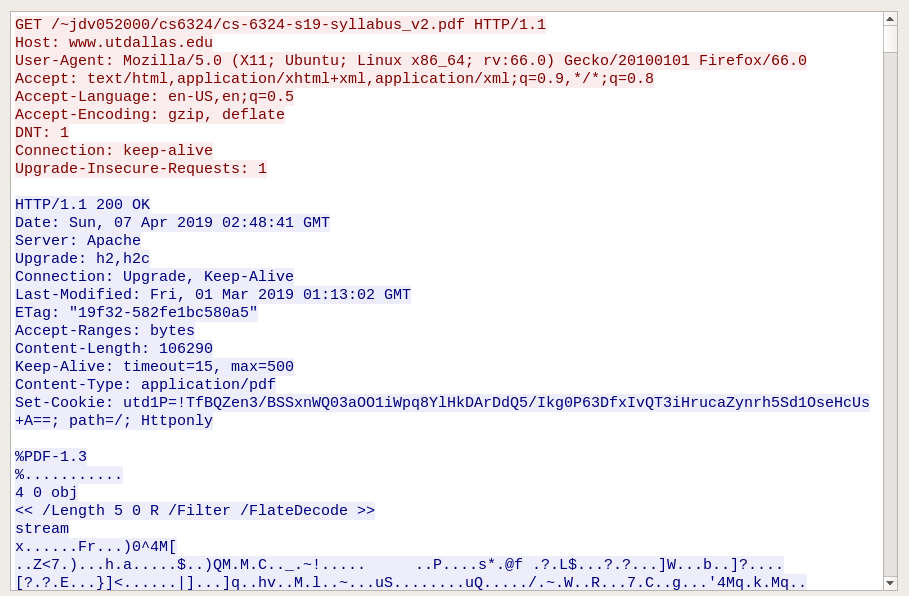 GET /~jdv052000/cs6324/cs-6324-s19-syllabus_v2.pdf HTTP/1.1
Host: www.utdallas.edu
User-Agent: Mozilla/5.0 (X11; Ubuntu; Linux x86_64; rv:66.0) Gecko/20100101 Firefox/66.0
Accept: text/html,application/xhtml+xml,application/xml;q=0.9,*/*;q=0.8
Accept-Language: en-US,en;q=0.5
Accept-Encoding: gzip, deflate
DNT: 1
Connection: keep-alive
Upgrade-Insecure-Requests: 1
HTTP/1.1 200 OK
Date: Sun, 07 Apr 2019 02:48:41 GMT
Server: Apache
Upgrade: h2,h2c
Connection: Upgrade, Keep-Alive
Last-Modified: Fri, 01 Mar 2019 01:13:02 GMT
ETag: "19f32-582fe1bc580a5"
Accept-Ranges: bytes
Content-Length: 106290
Keep-Alive: timeout=15, max=500
Content-Type: application/pdf
Set-Cookie: utd1P=!TfBQZen3/BSSxnWQ03aOO1iWpq8YlHkDArDdQ5/Ikg0P63DfxIvQT3iHrucaZynrh5Sd1OseHcUs
+A==; path=/; Httponly
%PDF-1.3
%...........
4 0 obj
<< /Length 5 0 R /Filter /FlateDecode >>
stream
x......Fr...)0^4M[
..Z<7.)...h.a.....$..)QM.M.C.._.~!..... ..P....s*.@f .?.L$...?.?...]W...b..]?....
[?.?.E...}]<......|]...]q..hv..M.l..~...uS........uQ...../.~.W..R...7.C..g...'4Mq.k.Mq..